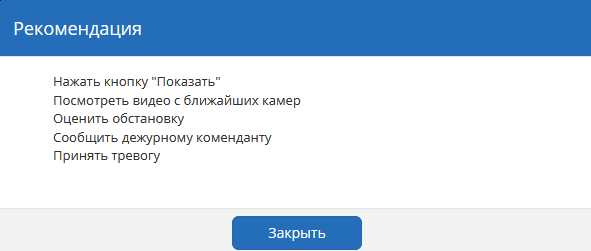 Рекомендация
Нажать кнопку "Показать"
Посмотреть видео с ближайших камер
Оценить обстановку
Сообщить дежурному коменданту
Принять тревогу
Закрыть